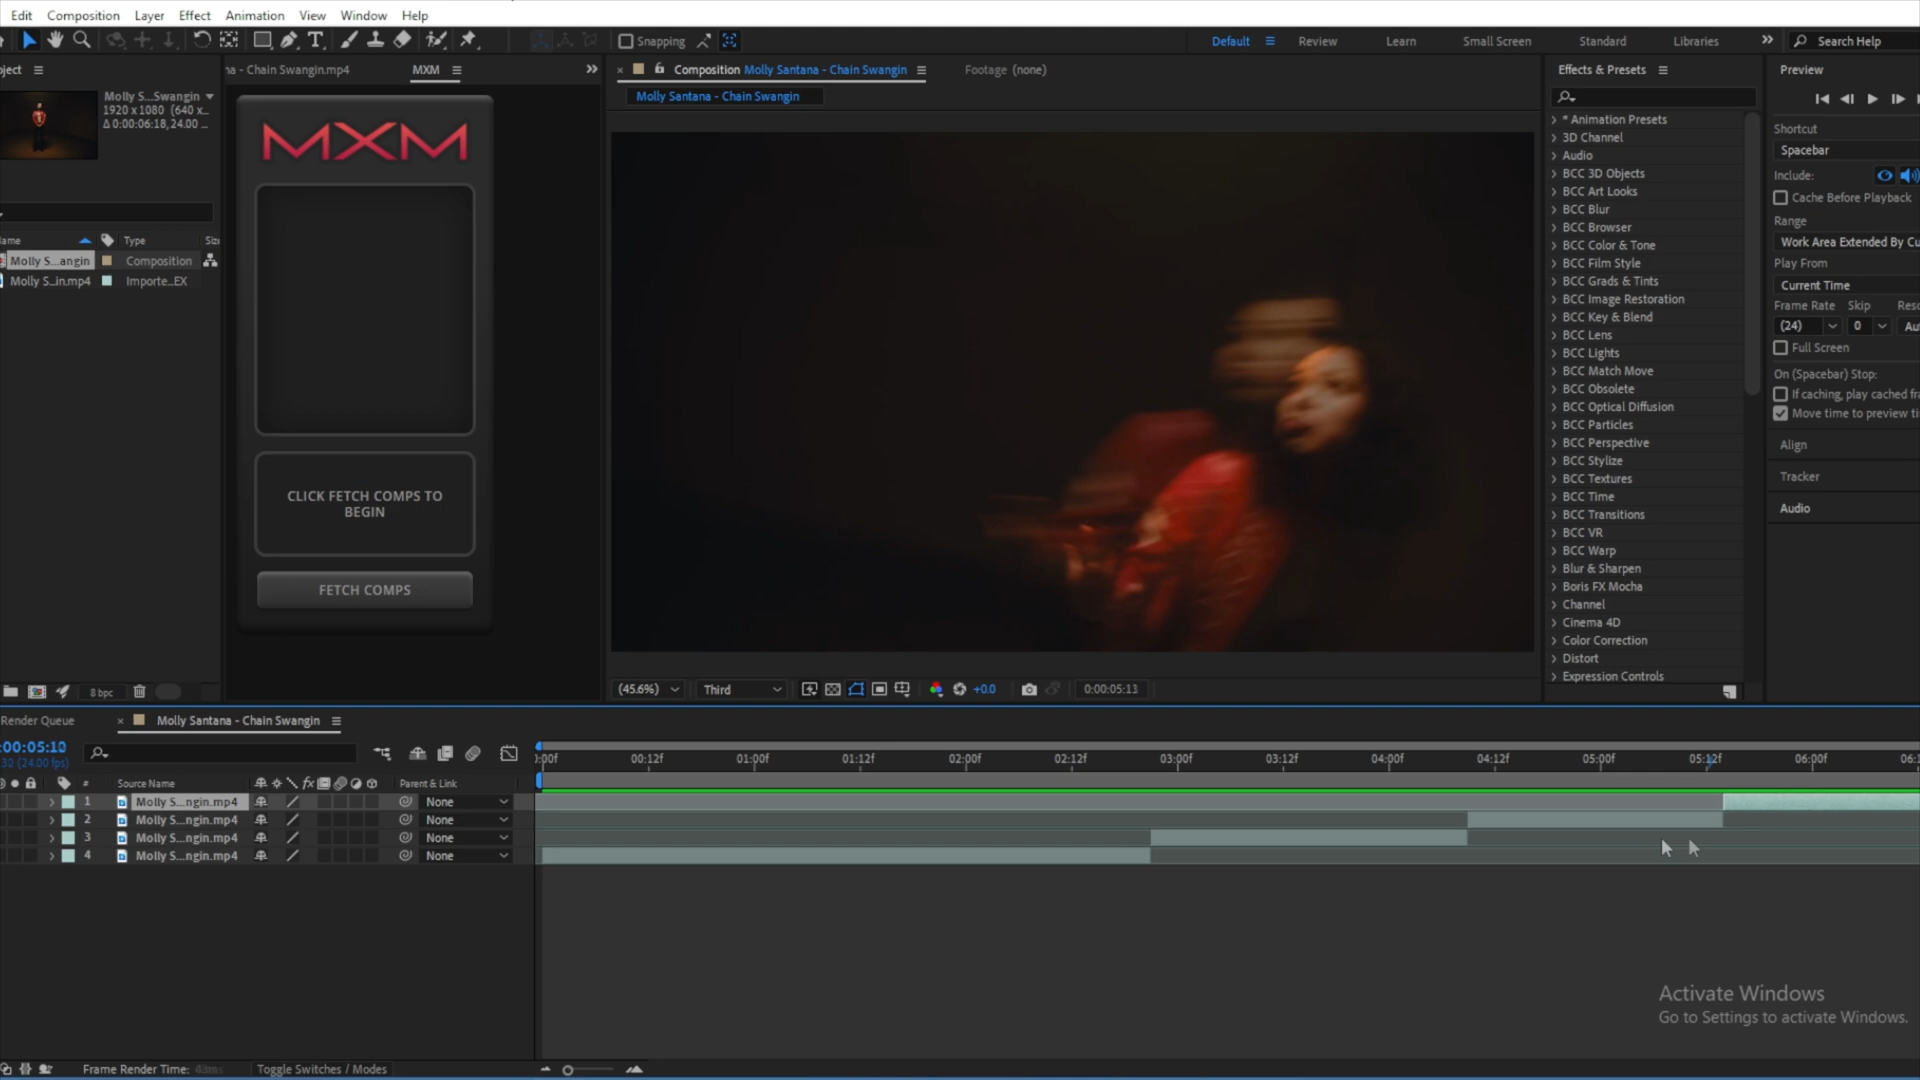 Edit Composition Layer Effect Animation View Window Help
Snapping
Default Review Learn Small Screen Standard Libraries Search Help
oject
Molly S...Swangin
1920 x 1080 (640 x...
Δ 0:00:06:18, 24.00 ...
ame Type Siz
Molly S...angin Composition
Molly S...in.mp4 Importe...EX
8 bpc
na - Chain Swangin.mp4 MXM
MXM
CLICK FETCH COMPS TO
BEGIN
FETCH COMPS
Composition Molly Santana - Chain Swangin Footage (none)
Molly Santana - Chain Swangin
(45.6%) Third +0.0 0:00:05:13
Effects & Presets
* Animation Presets
3D Channel
Audio
BCC 3D Objects
BCC Art Looks
BCC Blur
BCC Browser
BCC Color & Tone
BCC Film Style
BCC Grads & Tints
BCC Image Restoration
BCC Key & Blend
BCC Lens
BCC Lights
BCC Match Move
BCC Obsolete
BCC Optical Diffusion
BCC Particles
BCC Perspective
BCC Stylize
BCC Textures
BCC Time
BCC Transitions
BCC VR
BCC Warp
Blur & Sharpen
Boris FX Mocha
Channel
Cinema 4D
Color Correction
Distort
Expression Controls
Preview
Shortcut
Spacebar
Include:
Cache Before Playback
Range
Work Area Extended By Cu
Play From
Current Time
Frame Rate Skip Reso
(24) 0 Au
Full Screen
On (Spacebar) Stop:
If caching, play cached fra
Move time to preview ti
Align
Tracker
Audio
Render Queue Molly Santana - Chain Swangin
:00:05:10
30 (24.00 fps)
# Source Name fx Parent & Link
1 Molly S...ngin.mp4 None
2 Molly S...ngin.mp4 None
3 Molly S...ngin.mp4 None
4 Molly S...ngin.mp4 None
:00f 00:12f 01:00f 01:12f 02:00f 02:12f 03:00f 03:12f 04:00f 04:12f 05:00f 05:12f 06:00f 06:1
Activate Windows
Go to Settings to activate Windows.
Frame Render Time: 43ms Toggle Switches / Modes